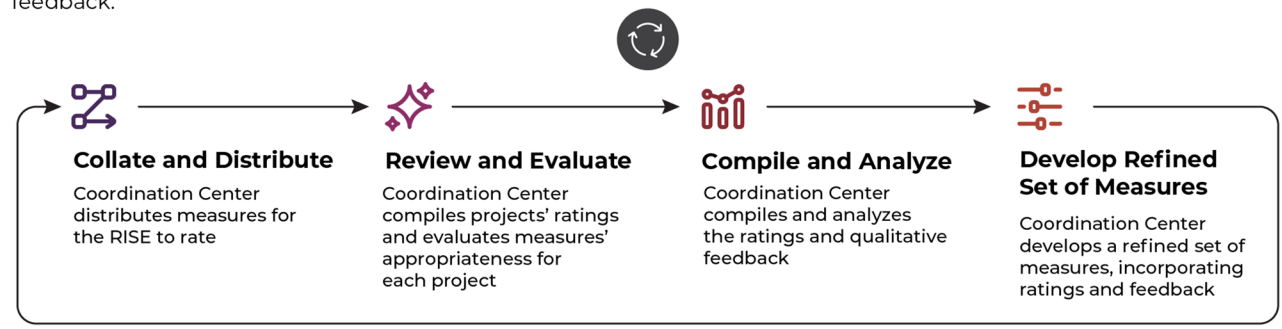 feedback.
Collate and Distribute
Coordination Center
distributes measures for
the RISE to rate
Review and Evaluate
Coordination Center
compiles projects’ ratings
and evaluates measures’
appropriateness for
each project
Compile and Analyze
Coordination Center
compiles and analyzes
the ratings and qualitative
feedback
Develop Refined
Set of Measures
Coordination Center
develops a refined set of
measures, incorporating
ratings and feedback